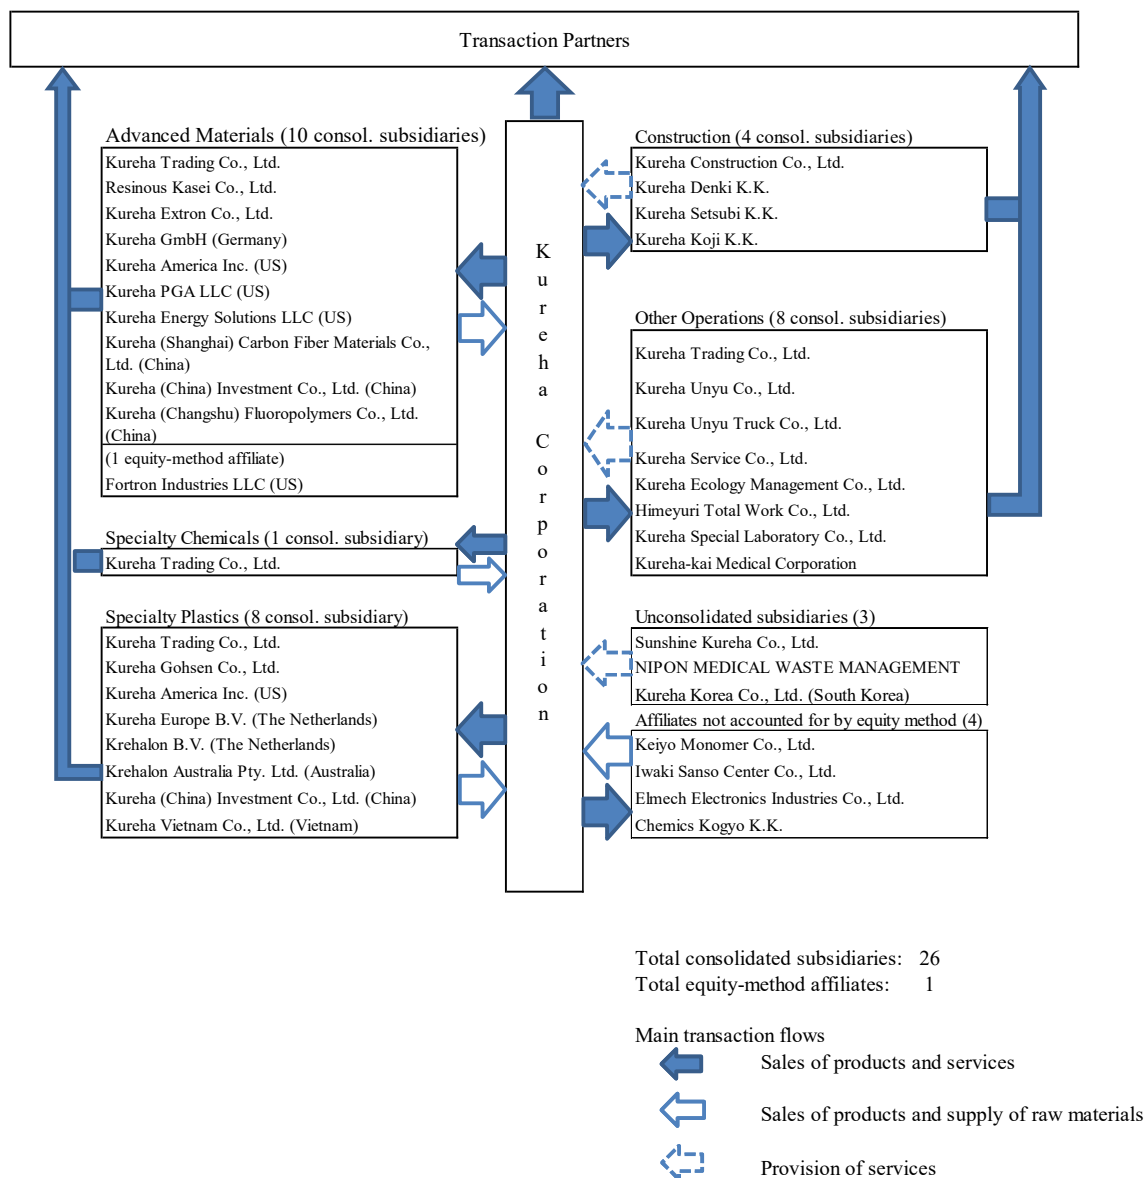 Transaction Partners
Advanced Materials (10 consol. subsidiaries)
Kureha Trading Co., Ltd.
Resinous Kasei Co., Ltd.
Kureha Extron Co., Ltd.
Kureha GmbH (Germany)
Kureha America Inc. (US)
Kureha PGA LLC (US)
Kureha Energy Solutions LLC (US)
Kureha (Shanghai) Carbon Fiber Materials Co.,
Ltd. (China)
Kureha (China) Investment Co., Ltd. (China)
Kureha (Changshu) Fluoropolymers Co., Ltd.
(China)
(1 equity-method affiliate)
Fortron Industries LLC (US)
Specialty Chemicals (1 consol. subsidiary)
Kureha Trading Co., Ltd.
Specialty Plastics (8 consol. subsidiary)
Kureha Trading Co., Ltd.
Kureha Gohsen Co., Ltd.
Kureha America Inc. (US)
Kureha Europe B.V. (The Netherlands)
Krehalon B.V. (The Netherlands)
Krehalon Australia Pty. Ltd. (Australia)
Kureha (China) Investment Co., Ltd. (China)
Kureha Vietnam Co., Ltd. (Vietnam)
Kureha Corporation
Construction (4 consol. subsidiaries)
Kureha Construction Co., Ltd.
Kureha Denki K.K.
Kureha Setsubi K.K.
Kureha Koji K.K.
Other Operations (8 consol. subsidiaries)
Kureha Trading Co., Ltd.
Kureha Unyu Co., Ltd.
Kureha Unyu Truck Co., Ltd.
Kureha Service Co., Ltd.
Kureha Ecology Management Co., Ltd.
Himeyuri Total Work Co., Ltd.
Kureha Special Laboratory Co., Ltd.
Kureha-kai Medical Corporation
Unconsolidated subsidiaries (3)
Sunshine Kureha Co., Ltd.
NIPON MEDICAL WASTE MANAGEMENT
Kureha Korea Co., Ltd. (South Korea)
Affiliates not accounted for by equity method (4)
Keiyo Monomer Co., Ltd.
Iwaki Sanso Center Co., Ltd.
Elmech Electronics Industries Co., Ltd.
Chemics Kogyo K.K.
Total consolidated subsidiaries: 26
Total equity-method affiliates: 1
Main transaction flows
Sales of products and services
Sales of products and supply of raw materials
Provision of services